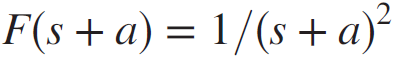 F(s + a) = 1/(s + a)²